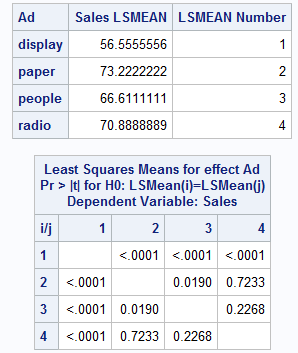 Ad Sales LSMEAN LSMEAN Number
display 56.5555556 1
paper 73.2222222 2
people 66.6111111 3
radio 70.8888889 4
Least Squares Means for effect Ad
Pr > |t| for H0: LSMean(i)=LSMean(j)
Dependent Variable: Sales
i/j 1 2 3 4
1 <.0001 <.0001 <.0001
2 <.0001 0.0190 0.7233
3 <.0001 0.0190 0.2268
4 <.0001 0.7233 0.2268